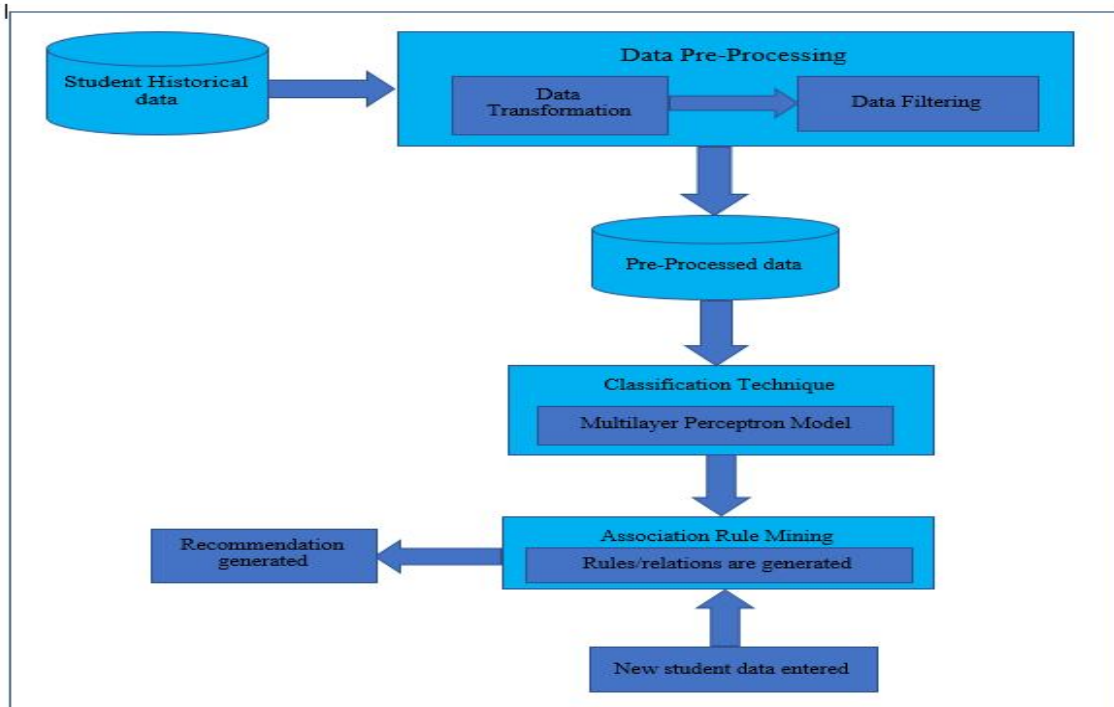 Student Historical
data
Data Pre-Processing
Data
Transformation
Data Filtering
Pre-Processed data
Classification Technique
Multilayer Perceptron Model
Association Rule Mining
Rules/relations are generated
Recommendation
generated
New student data entered